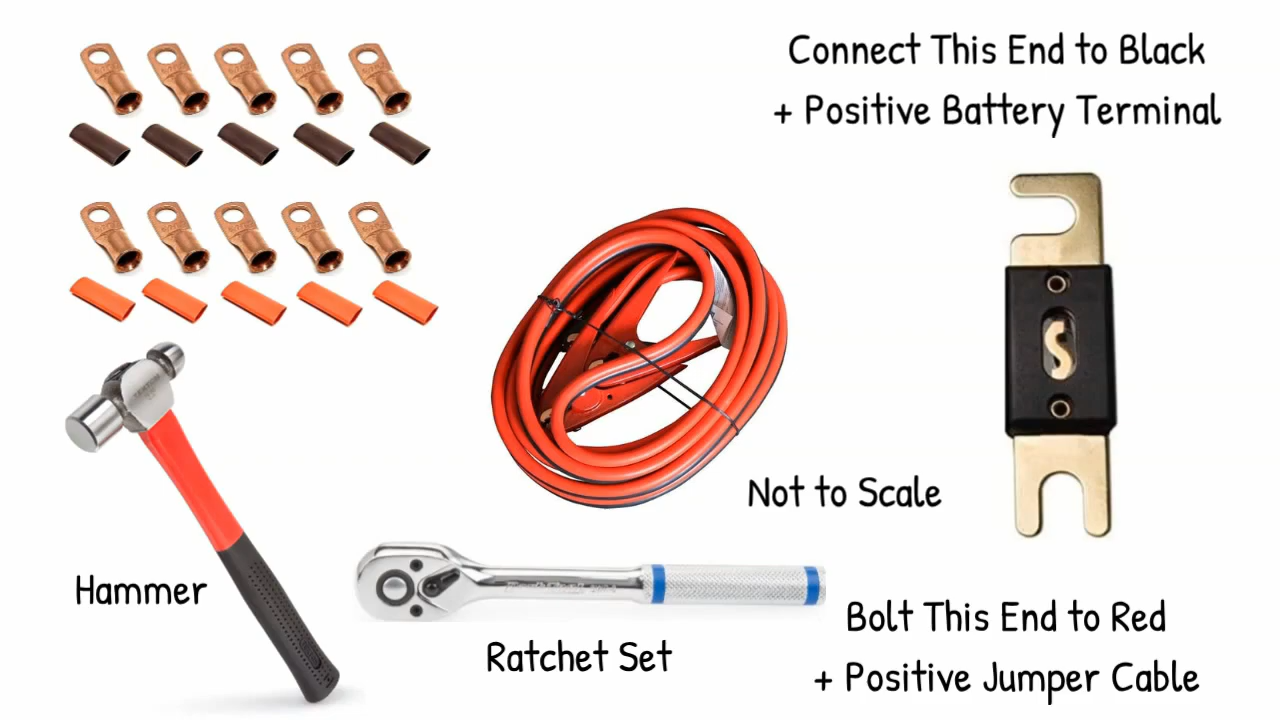 Connect This End to Black
+ Positive Battery Terminal
Not to Scale
Hammer
Bolt This End to Red
Ratchet Set
+ Positive Jumper Cable